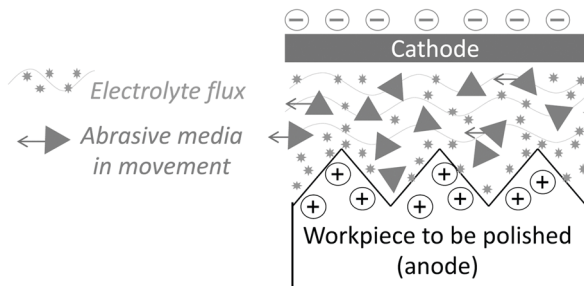 Cathode
Electrolyte flux
Abrasive media
in movement
Workpiece to be polished
(anode)